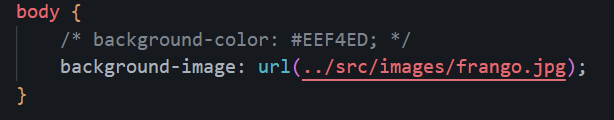 body {
/* background-color: #EEF4ED; */
background-image: url(../src/images/frango.jpg);
}